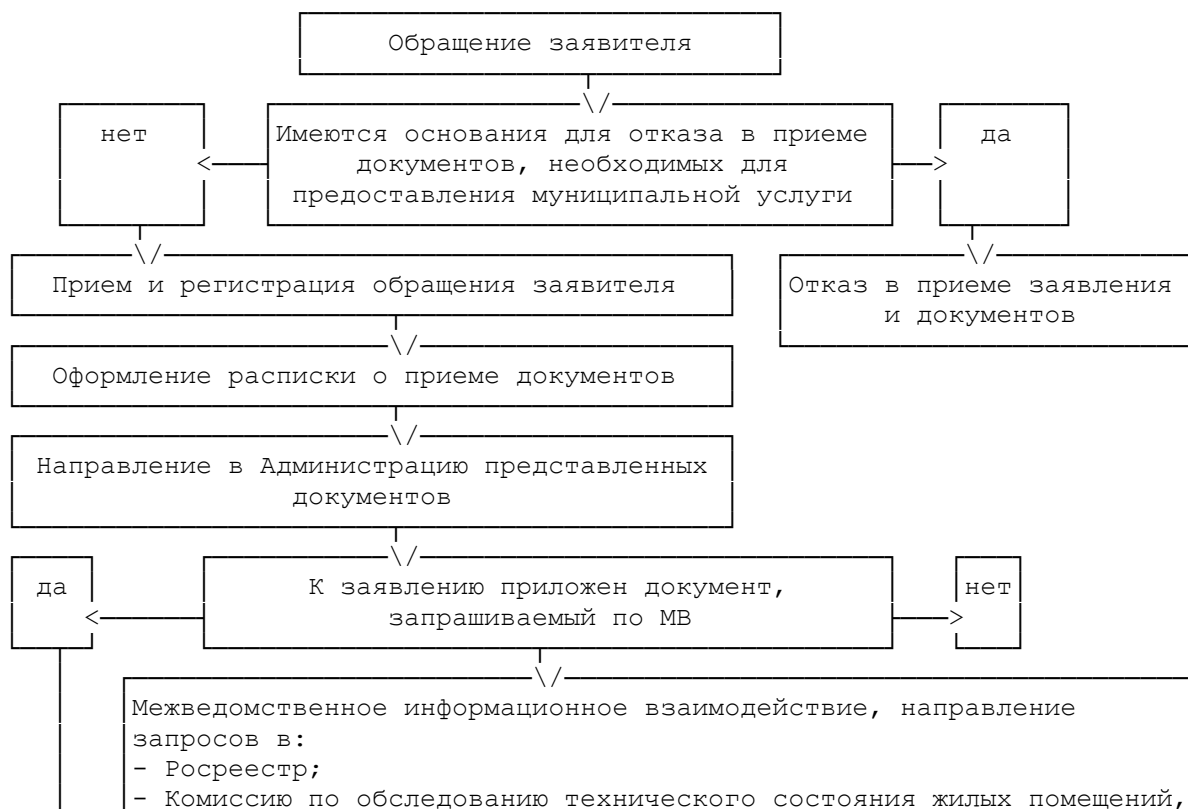 Обращение заявителя
нет
Имеются основания для отказа в приеме
да
документов, необходимых для
предоставления муниципальной услуги
Прием и регистрация обращения заявителя
Отказ в приеме заявления
и документов
Оформление расписки о приеме документов
Направление в Администрацию представленных
документов
да
К заявлению приложен документ,
нет
запрашиваемый по МВ
Межведомственное информационное взаимодействие, направление
запросов в:
- Росреестр;
- Комиссию по обследованию технического состояния жилых помещений,